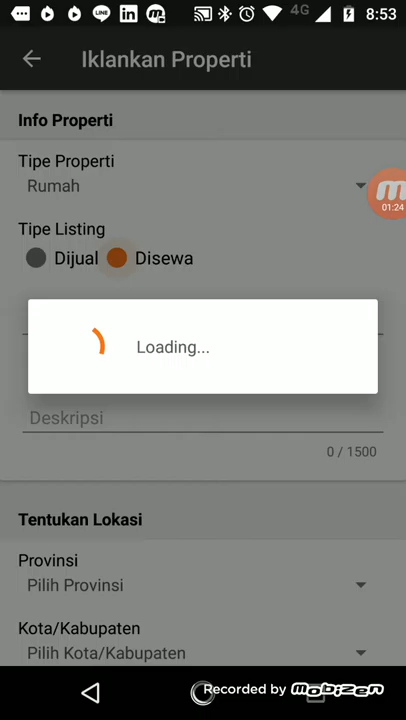 4G 8:53
Iklankan Properti
Info Properti
Tipe Properti
Rumah
01:24
Tipe Listing
Dijual Disewa
Loading...
Deskripsi
0 / 1500
Tentukan Lokasi
Provinsi
Pilih Provinsi
Kota/Kabupaten
Pilih Kota/Kabupaten
Recorded by MOBIZEN